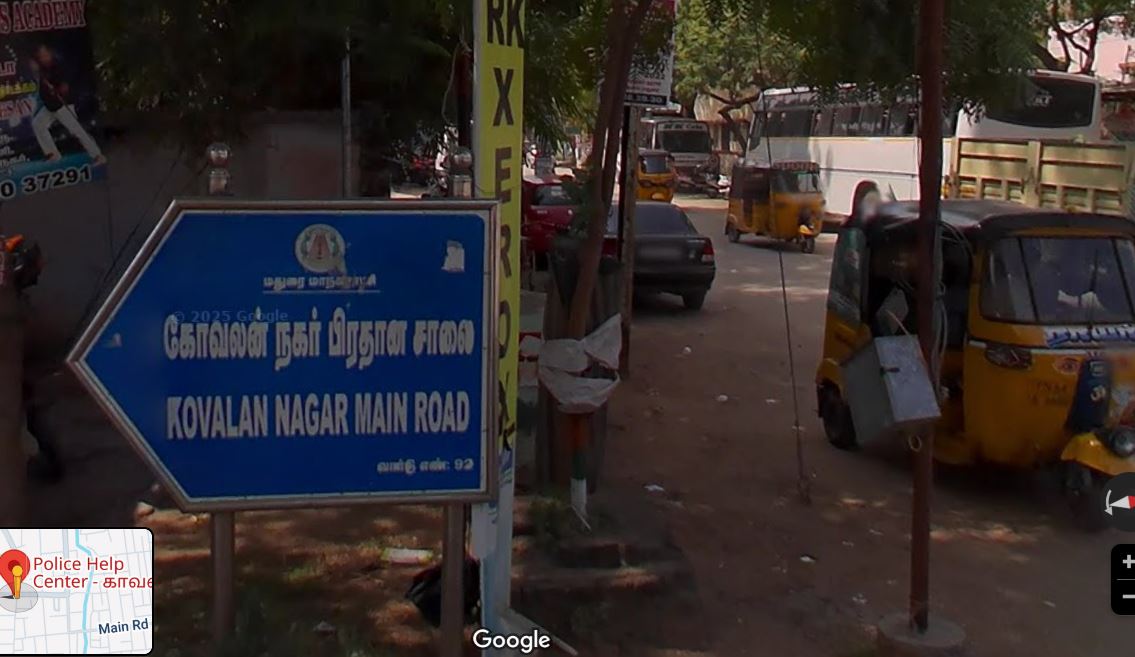 S ACADEMY
0 37291
RK
XEROX
மதுரை மாநகராட்சி
© 2025 Google
கோவலன் நகர் பிரதான சாலை
KOVALAN NAGAR MAIN ROAD
வார்டு எண்: 92
Police Help
Center - காவ
Main Rd
Google